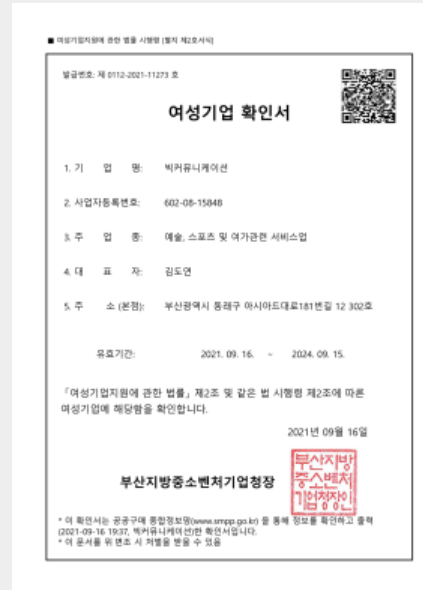 ■ 여성기업지원에 관한 법률 시행령 [별지 제2호서식]
발급번호: 제 0112-2021-11273 호
여성기업 확인서
1. 기 업 명: 빅커뮤니케이션
2. 사업자등록번호: 602-08-15848
3. 주 업 종: 예술, 스포츠 및 여가관련 서비스업
4. 대 표 자: 김도연
5. 주 소 (본점): 부산광역시 동래구 아시아드대로181번길 12 302호
유효기간: 2021. 09. 16. ~ 2024. 09. 15.
「여성기업지원에 관한 법률」 제2조 및 같은 법 시행령 제2조에 따른
여성기업에 해당함을 확인합니다.
2021년 09월 16일
부산지방중소벤처기업청장
부산지방
중소벤처
기업청장인
* 이 확인서는 공공구매 종합정보망(www.smpp.go.kr) 을 통해 정보를 확인하고 출력
(2021-09-16 19:37, 빅커뮤니케이션)한 확인서입니다.
* 이 문서를 위 변조 시 처벌을 받을 수 있음